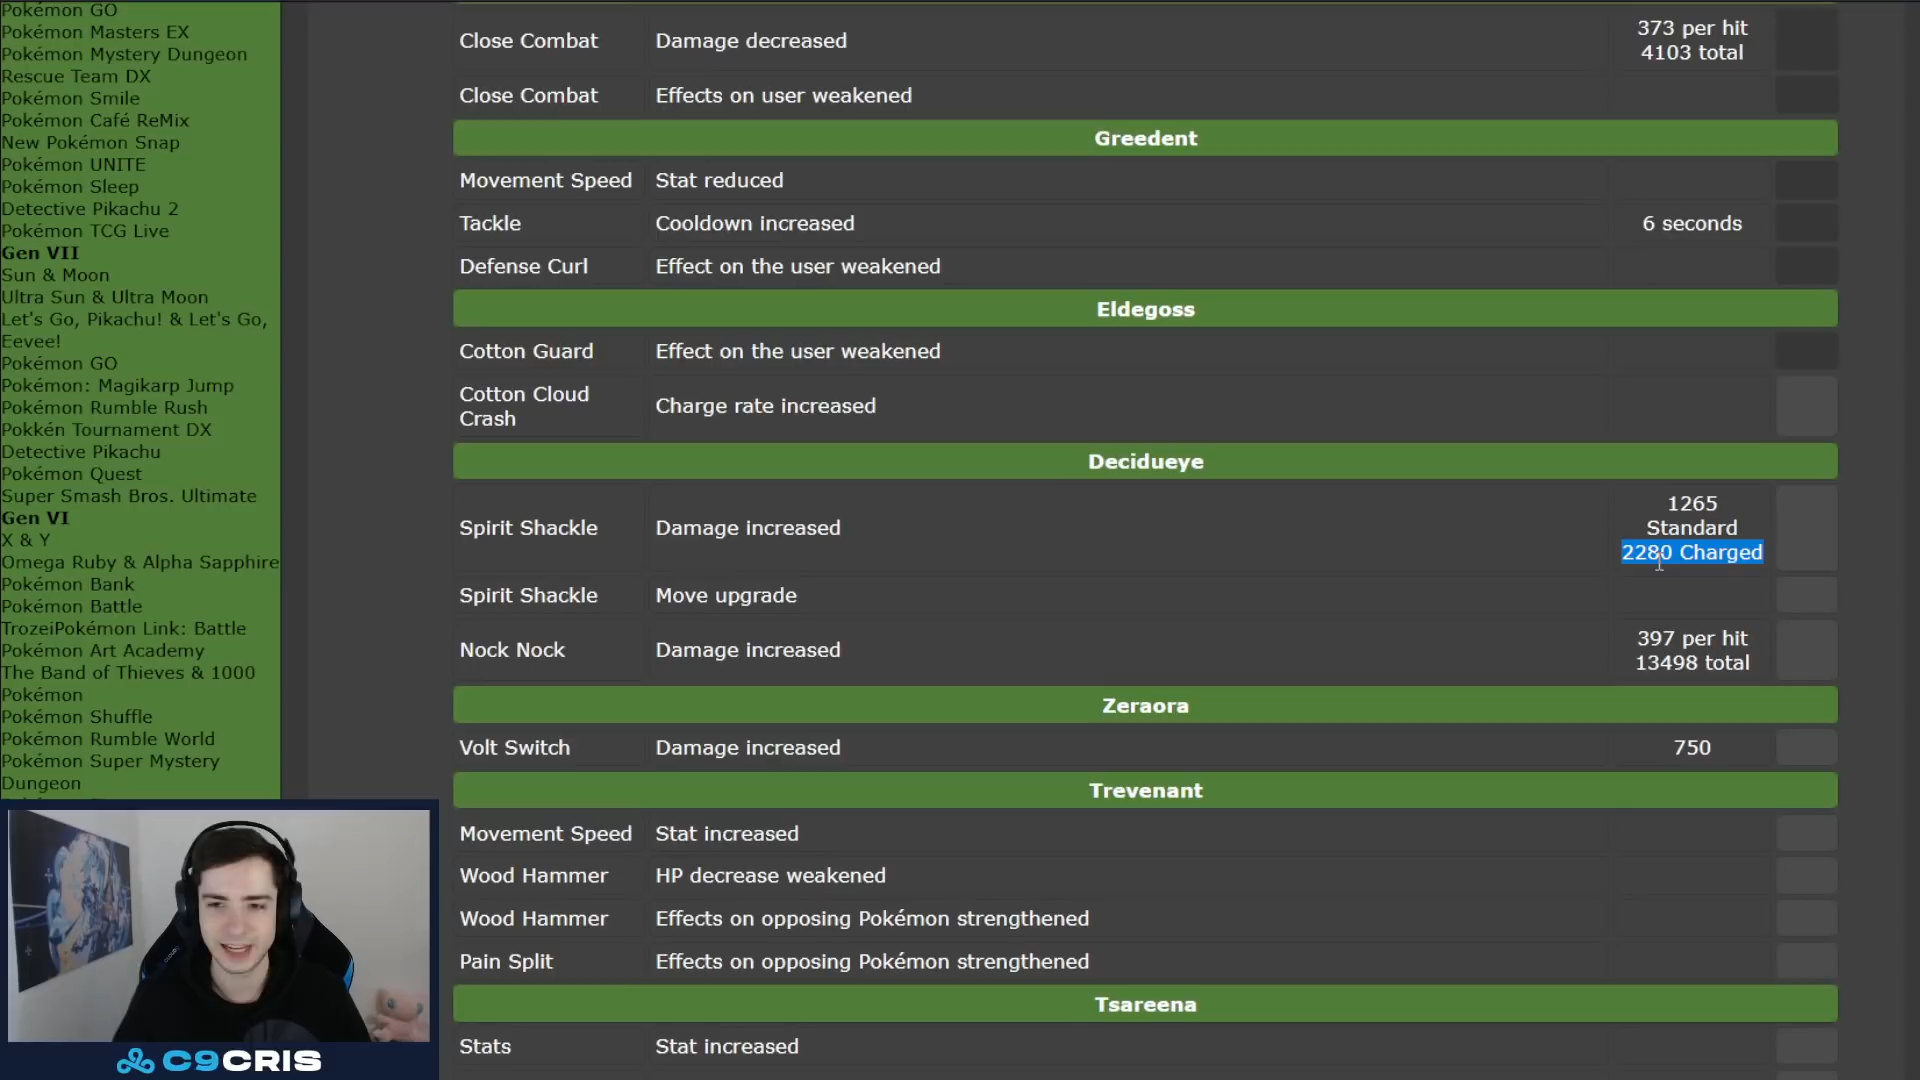 Pokémon GO
Pokémon Masters EX
Pokémon Mystery Dungeon
Rescue Team DX
Pokémon Smile
Pokémon Café ReMix
New Pokémon Snap
Pokémon UNITE
Pokémon Sleep
Detective Pikachu 2
Pokémon TCG Live
Gen VII
Sun & Moon
Ultra Sun & Ultra Moon
Let's Go, Pikachu! & Let's Go,
Eevee!
Pokémon GO
Pokémon: Magikarp Jump
Pokémon Rumble Rush
Pokkén Tournament DX
Detective Pikachu
Pokémon Quest
Super Smash Bros. Ultimate
Gen VI
X & Y
Omega Ruby & Alpha Sapphire
Pokémon Bank
Pokémon Battle
TrozeiPokémon Link: Battle
Pokémon Art Academy
The Band of Thieves & 1000
Pokémon
Pokémon Shuffle
Pokémon Rumble World
Pokémon Super Mystery
Dungeon
Close Combat Damage decreased 373 per hit
4103 total
Close Combat Effects on user weakened
Greedent
Movement Speed Stat reduced
Tackle Cooldown increased 6 seconds
Defense Curl Effect on the user weakened
Eldegoss
Cotton Guard Effect on the user weakened
Cotton Cloud
Crash Charge rate increased
Decidueye
Spirit Shackle Damage increased 1265
Standard
2280 Charged
Spirit Shackle Move upgrade
Nock Nock Damage increased 397 per hit
13498 total
Zeraora
Volt Switch Damage increased 750
Trevenant
Movement Speed Stat increased
Wood Hammer HP decrease weakened
Wood Hammer Effects on opposing Pokémon strengthened
Pain Split Effects on opposing Pokémon strengthened
Tsareena
Stats Stat increased
C9CRIS